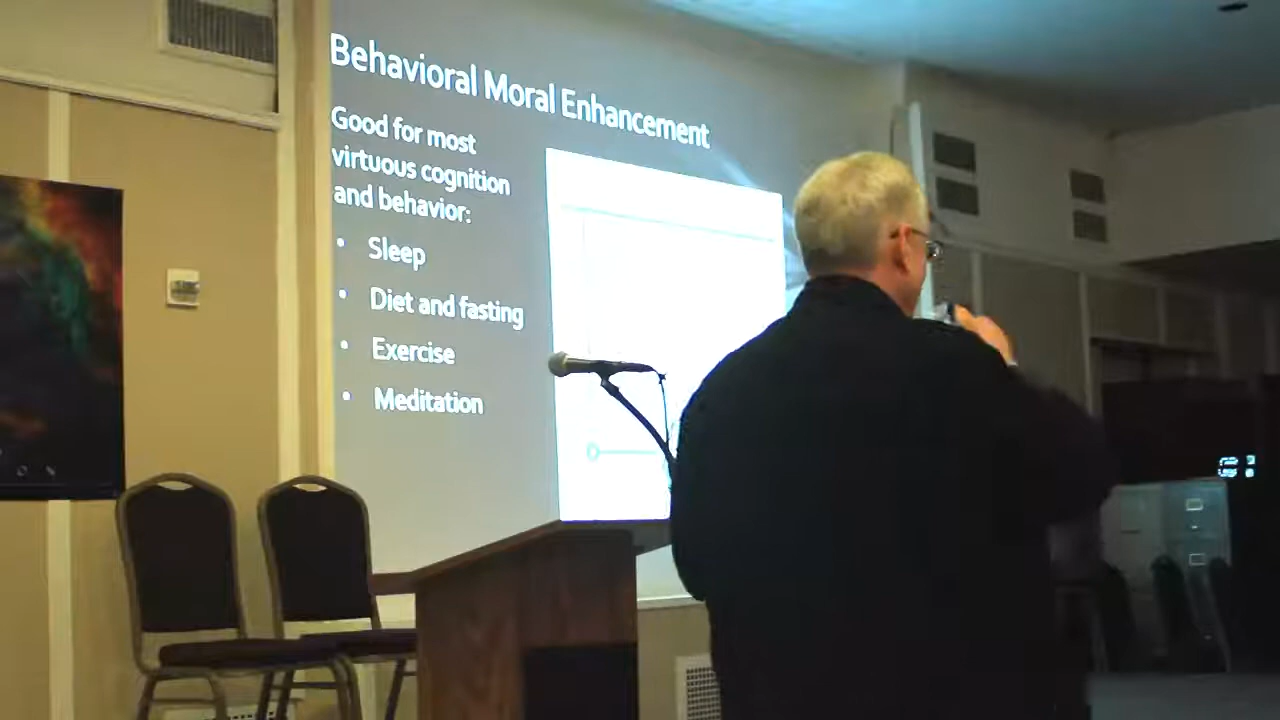 Behavioral Moral Enhancement
Good for most
virtuous cognition
and behavior:
• Sleep
• Diet and fasting
• Exercise
• Meditation